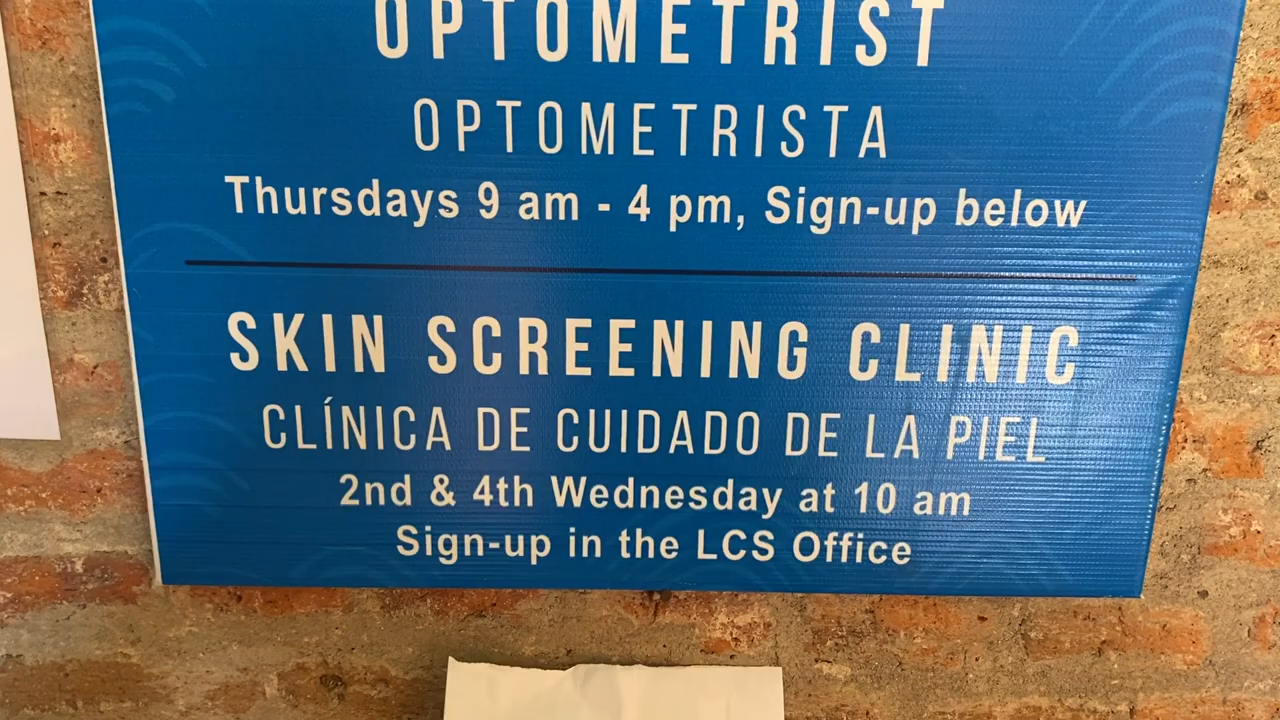 OPTOMETRIST
OPTOMETRISTA
Thursdays 9 am - 4 pm, Sign-up below
SKIN SCREENING CLINIC
CLÍNICA DE CUIDADO DE LA PIEL
2nd & 4th Wednesday at 10 am
Sign-up in the LCS Office